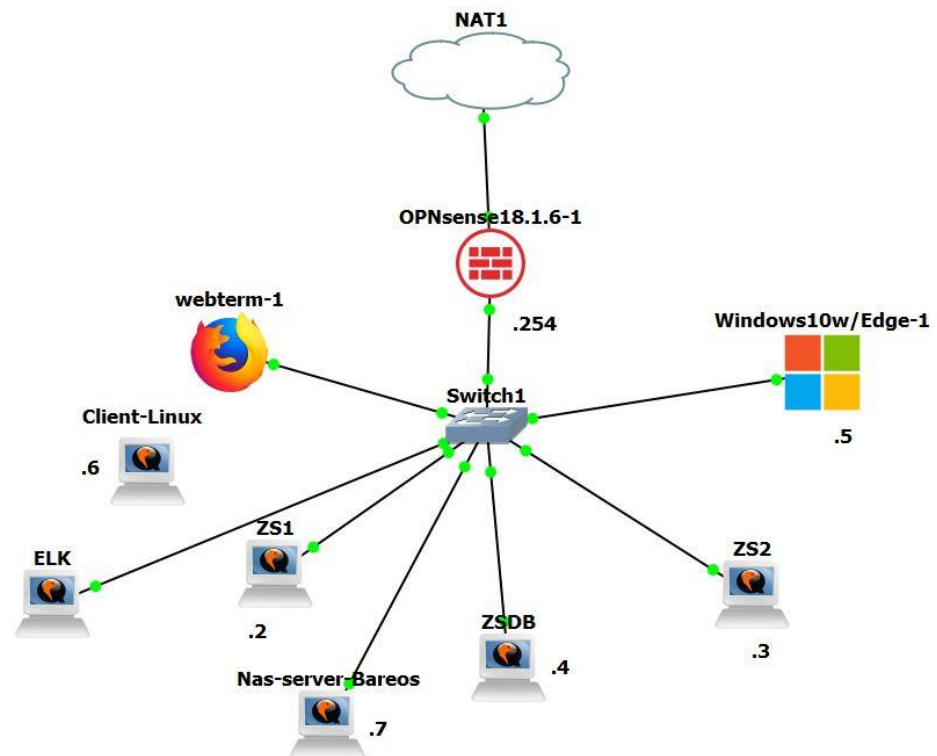 NAT1
OPNsense18.1.6-1
webterm-1
.254
Windows10w/Edge-1
Switch1
Client-Linux
.5
.6
ZS1
ELK
ZS2
.2
ZSDB
.3
.4
Nas-server-Bareos
.7